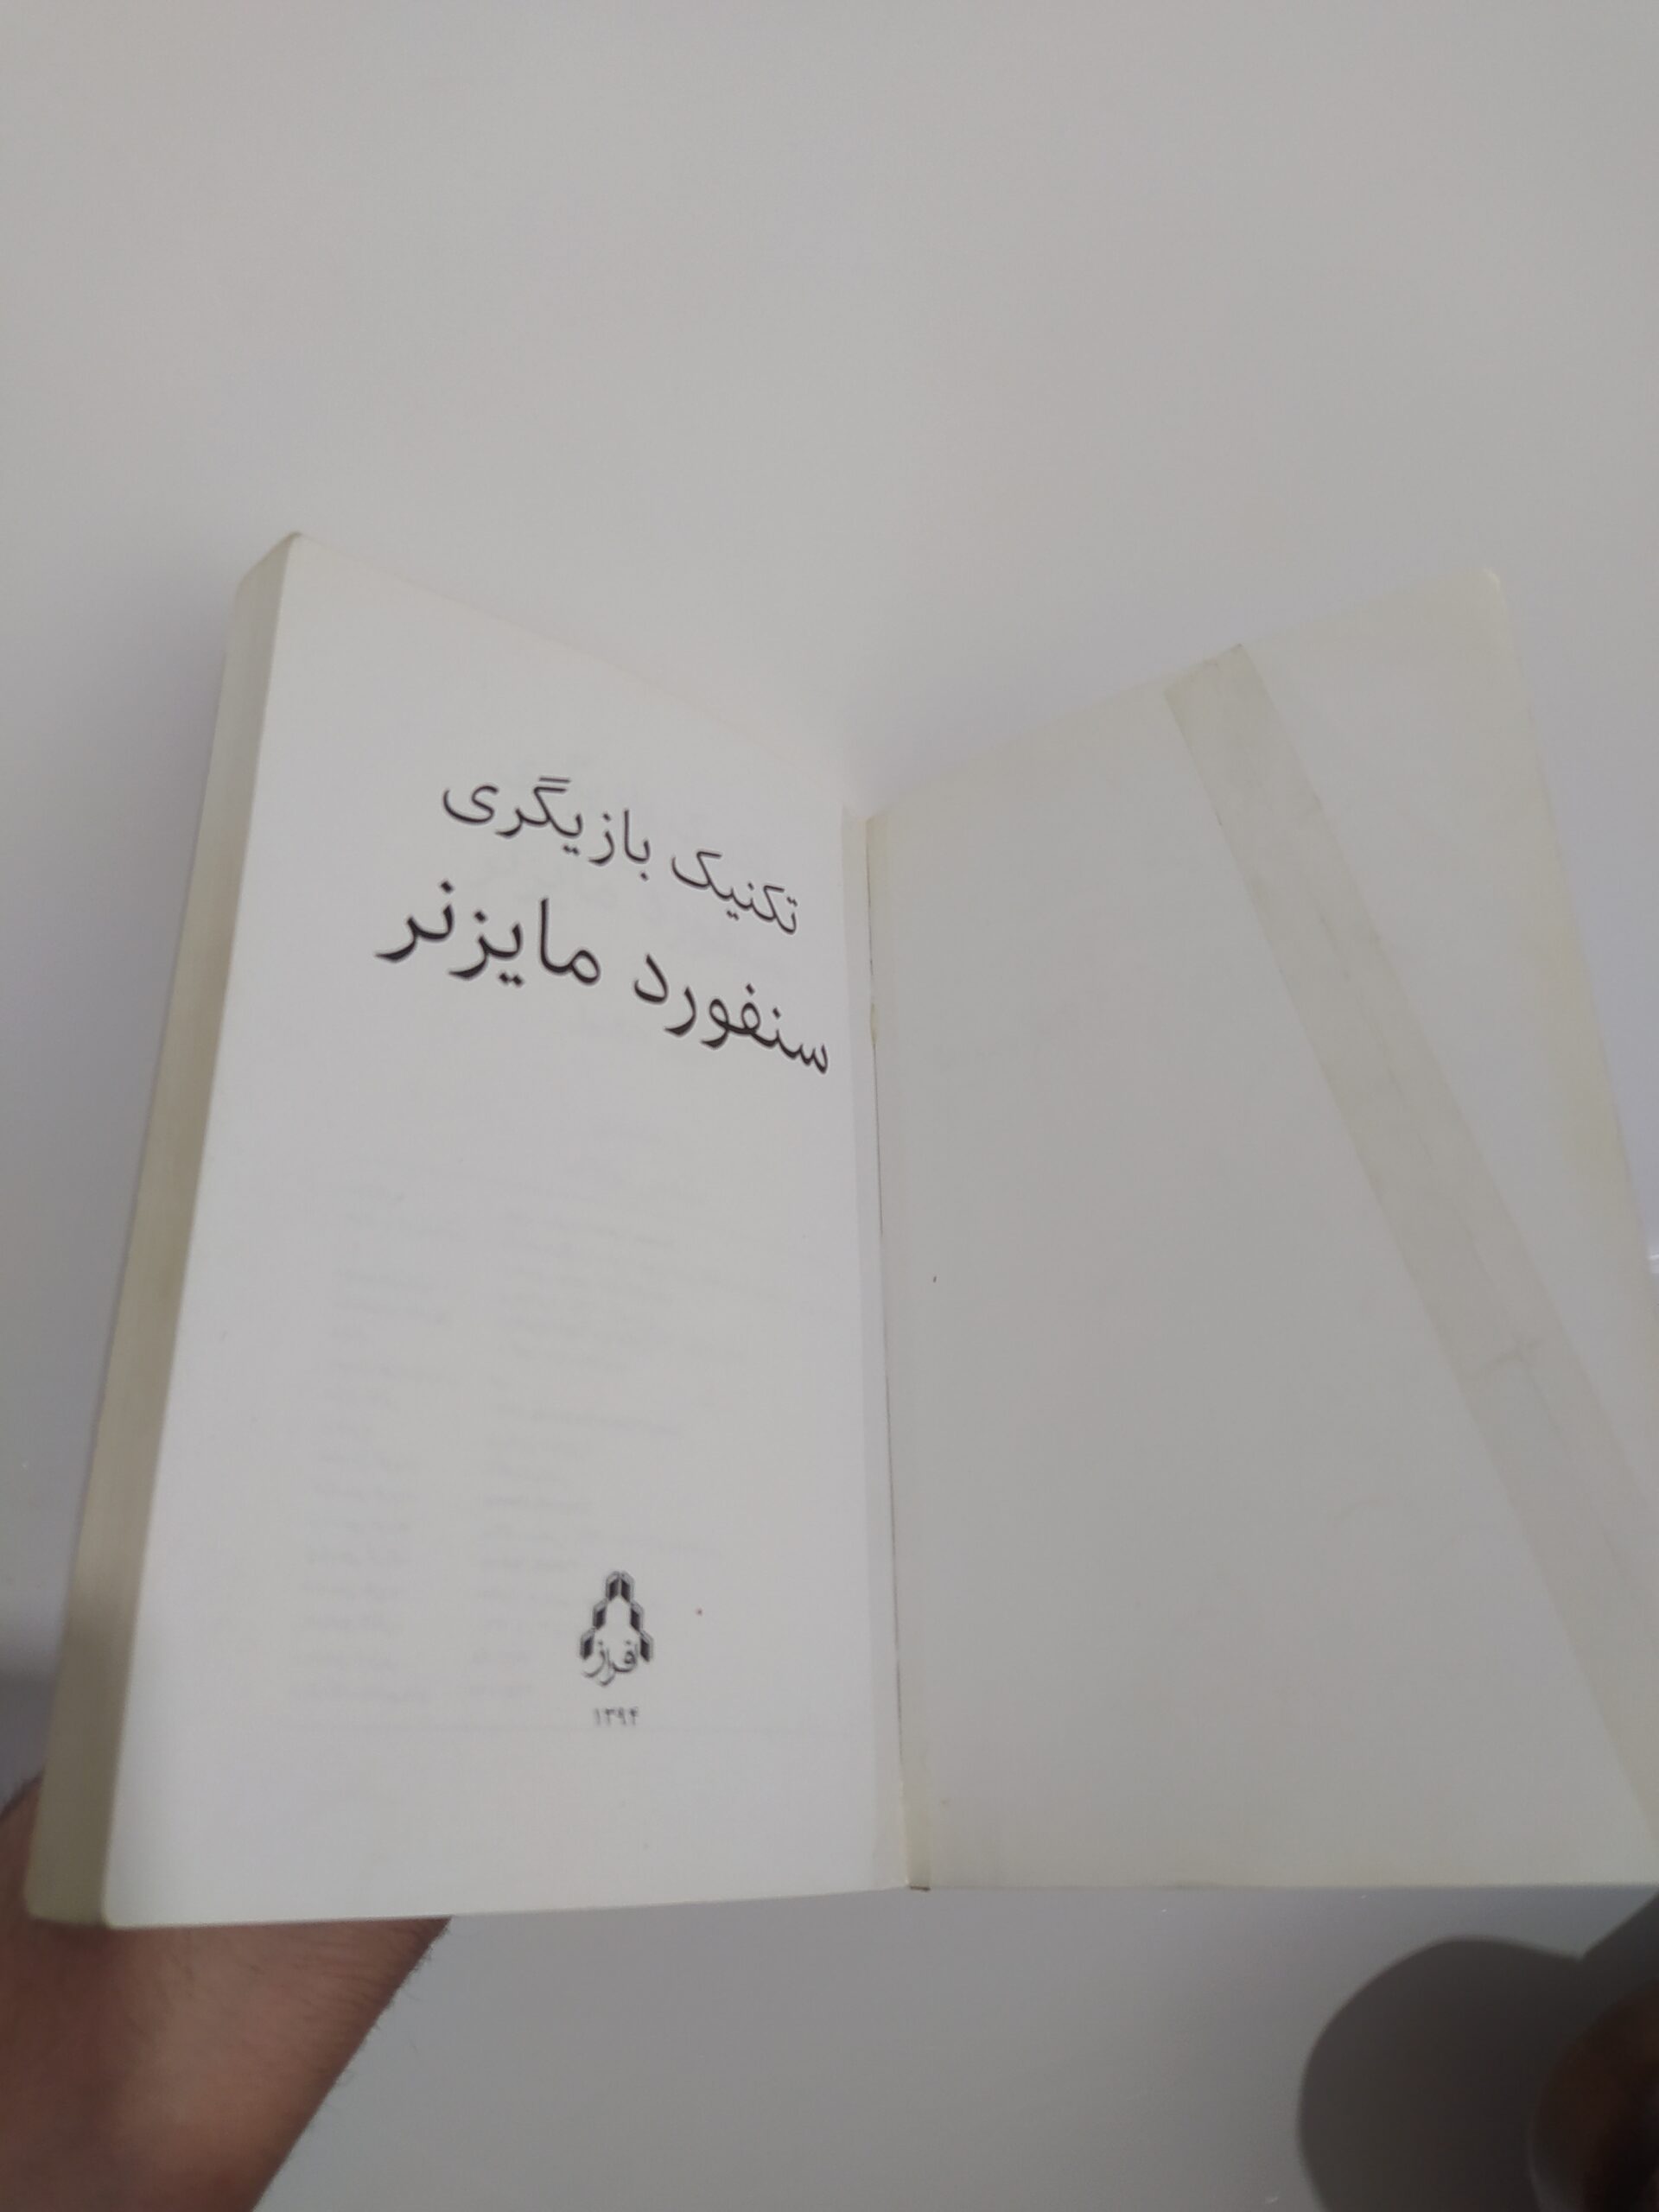 تکنیک بازیگری
سنفورد مایزنر
افراز
۱۳۹۴